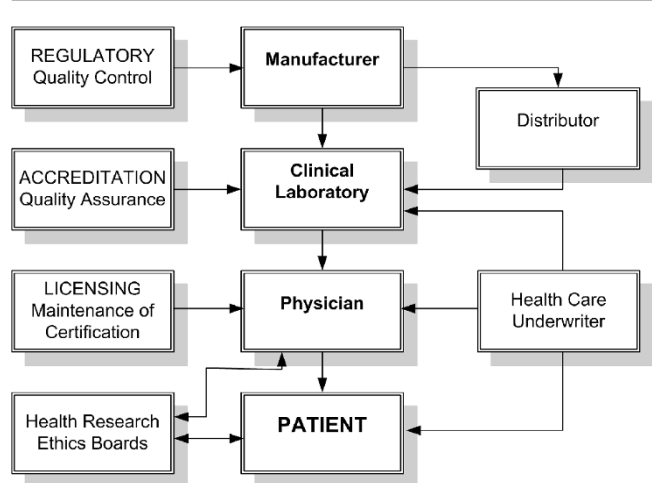 REGULATORY
Quality Control
Manufacturer
Distributor
ACCREDITATION
Quality Assurance
Clinical
Laboratory
LICENSING
Maintenance of
Certification
Physician
Health Care
Underwriter
Health Research
Ethics Boards
PATIENT